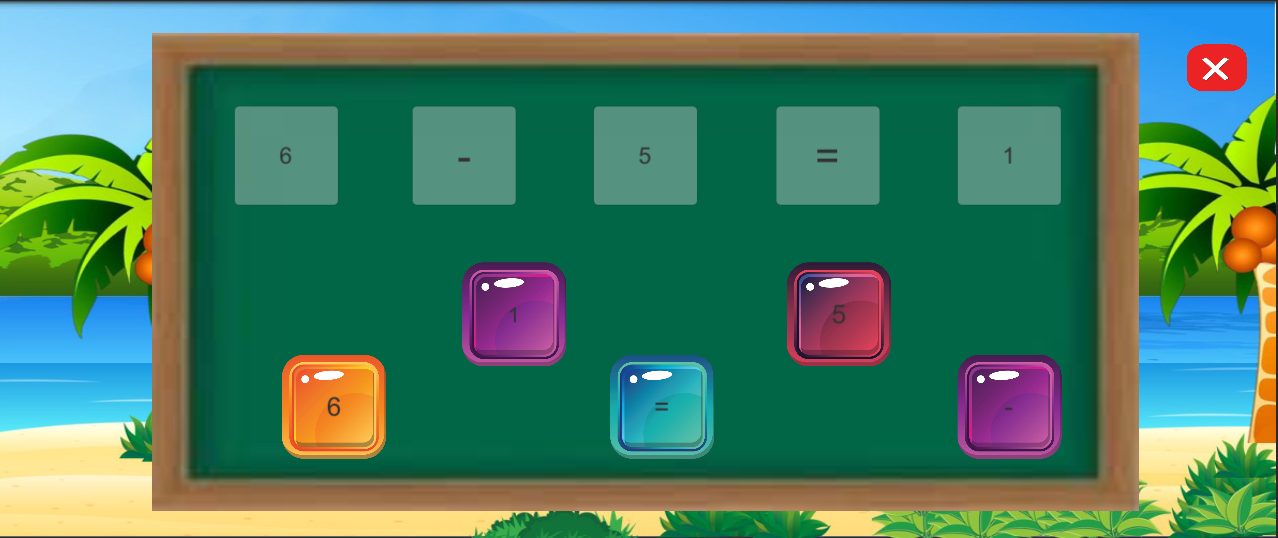 6 - 5 = 1
1 5
6 = -